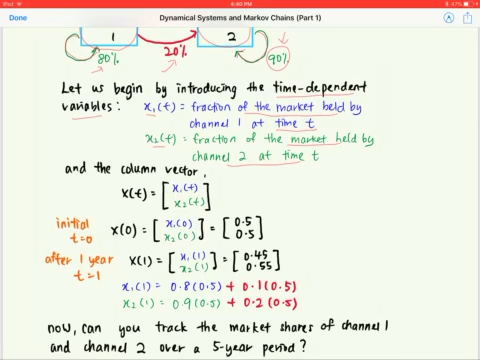 iPad
4:40 PM
47%
Done
Dynamical Systems and Markov Chains (Part 1)
1
2
80%
20%
90%
Let us begin by introducing the time-dependent
variables: x₁(t) = fraction of the market held by
channel 1 at time t
x₂(t) = fraction of the market held by
channel 2 at time t
and the column vector,
x(t) = [x₁(t) x₂(t)]
initial t=0 x(0) = [x₁(0) x₂(0)] = [0.5 0.5]
after 1 year t=1 x(1) = [x₁(1) x₂(1)] = [0.45 0.55]
x₁(1) = 0.8(0.5) + 0.1(0.5)
x₂(1) = 0.9(0.5) + 0.2(0.5)
now, can you track the market shares of channel 1
and channel 2 over a 5-year period?